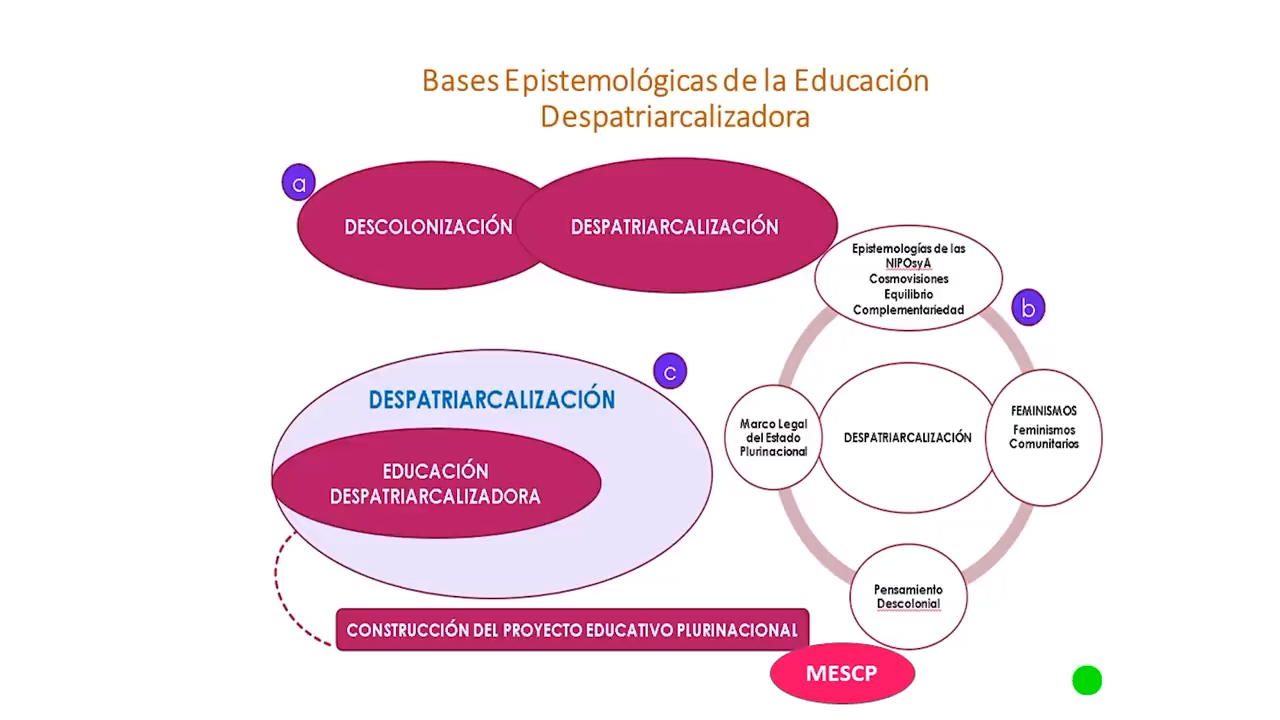 Bases Epistemológicas de la Educación
Despatriarcalizadora
a
DESCOLONIZACIÓN
DESPATRIARCALIZACIÓN
Epistemologías de las
NIPOsyA
Cosmovisiones
Equilibrio
Complementariedad
b
Marco Legal
del Estado
Plurinacional
DESPATRIARCALIZACIÓN
FEMINISMOS
Feminismos
Comunitarios
Pensamiento
Descolonial
c
DESPATRIARCALIZACIÓN
EDUCACIÓN
DESPATRIARCALIZADORA
CONSTRUCCIÓN DEL PROYECTO EDUCATIVO PLURINACIONAL
MESCP